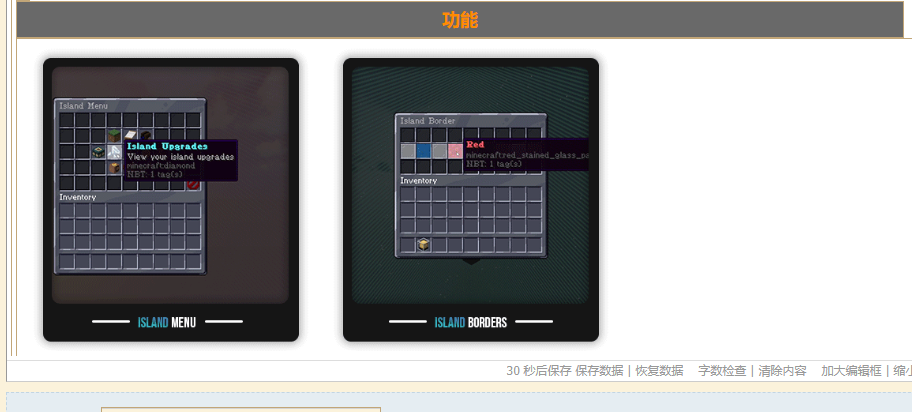 功能
Island Menu
Island Upgrades
View your island upgrades
minecraft:diamond
NBT: 1 tag(s)
Inventory
ISLAND MENU
Island Border
Red
minecraft:red_stained_glass_pa
NBT: 1 tag(s)
Inventory
ISLAND BORDERS
30 秒后保存 保存数据 | 恢复数据 字数检查 | 清除内容 加大编辑框 | 缩小